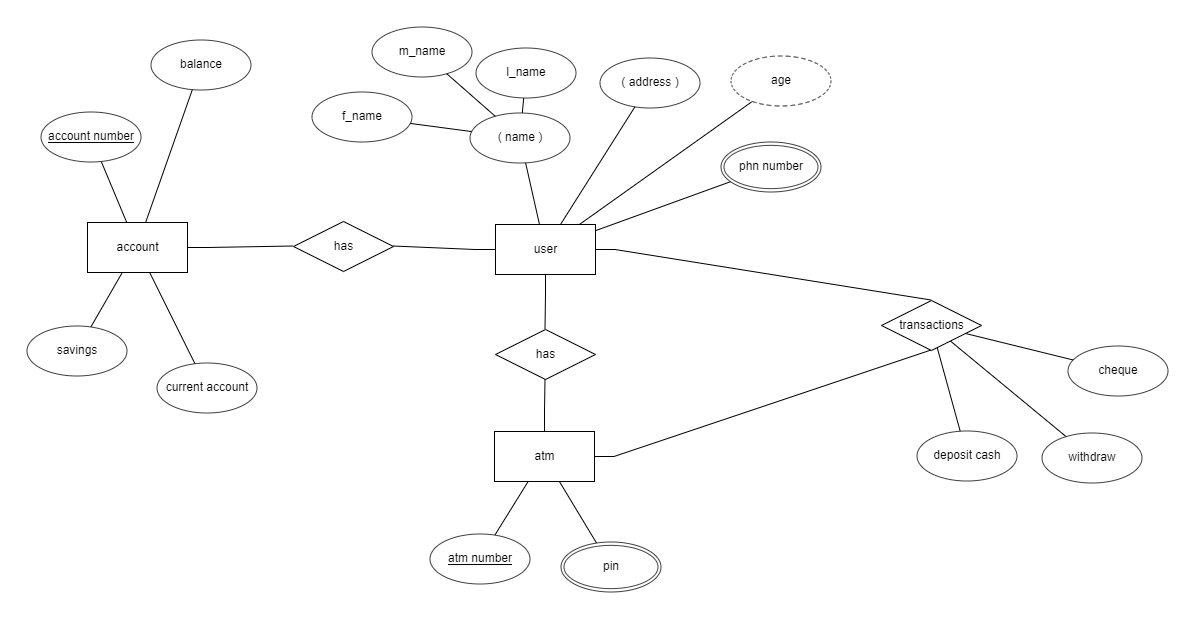 m_name
balance
l_name
( address )
age
f_name
account number
( name )
phn number
account
has
user
transactions
savings
has
cheque
current account
deposit cash
withdraw
atm
atm number
pin